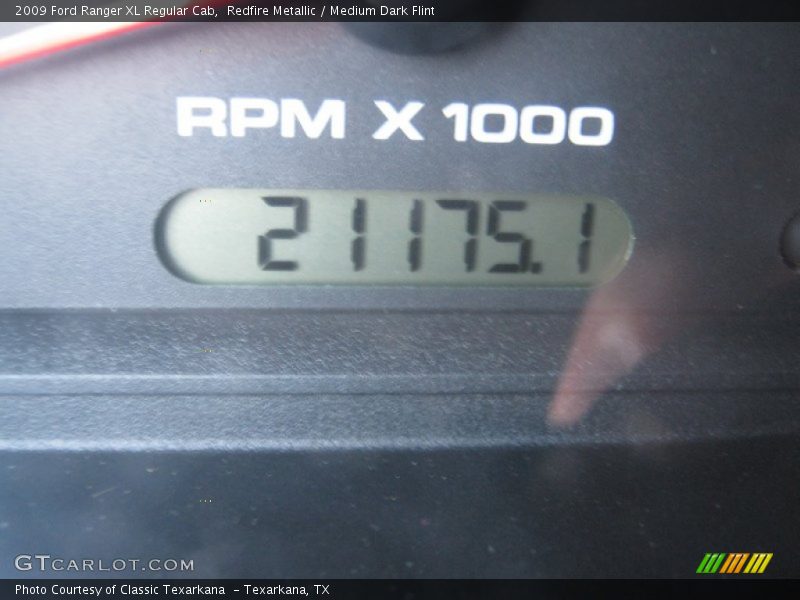 2009 Ford Ranger XL Regular Cab,  Redfire Metallic / Medium Dark Flint
RPM X 1000
21175.1
GTCARLOT.COM
Photo Courtesy of Classic Texarkana  - Texarkana, TX